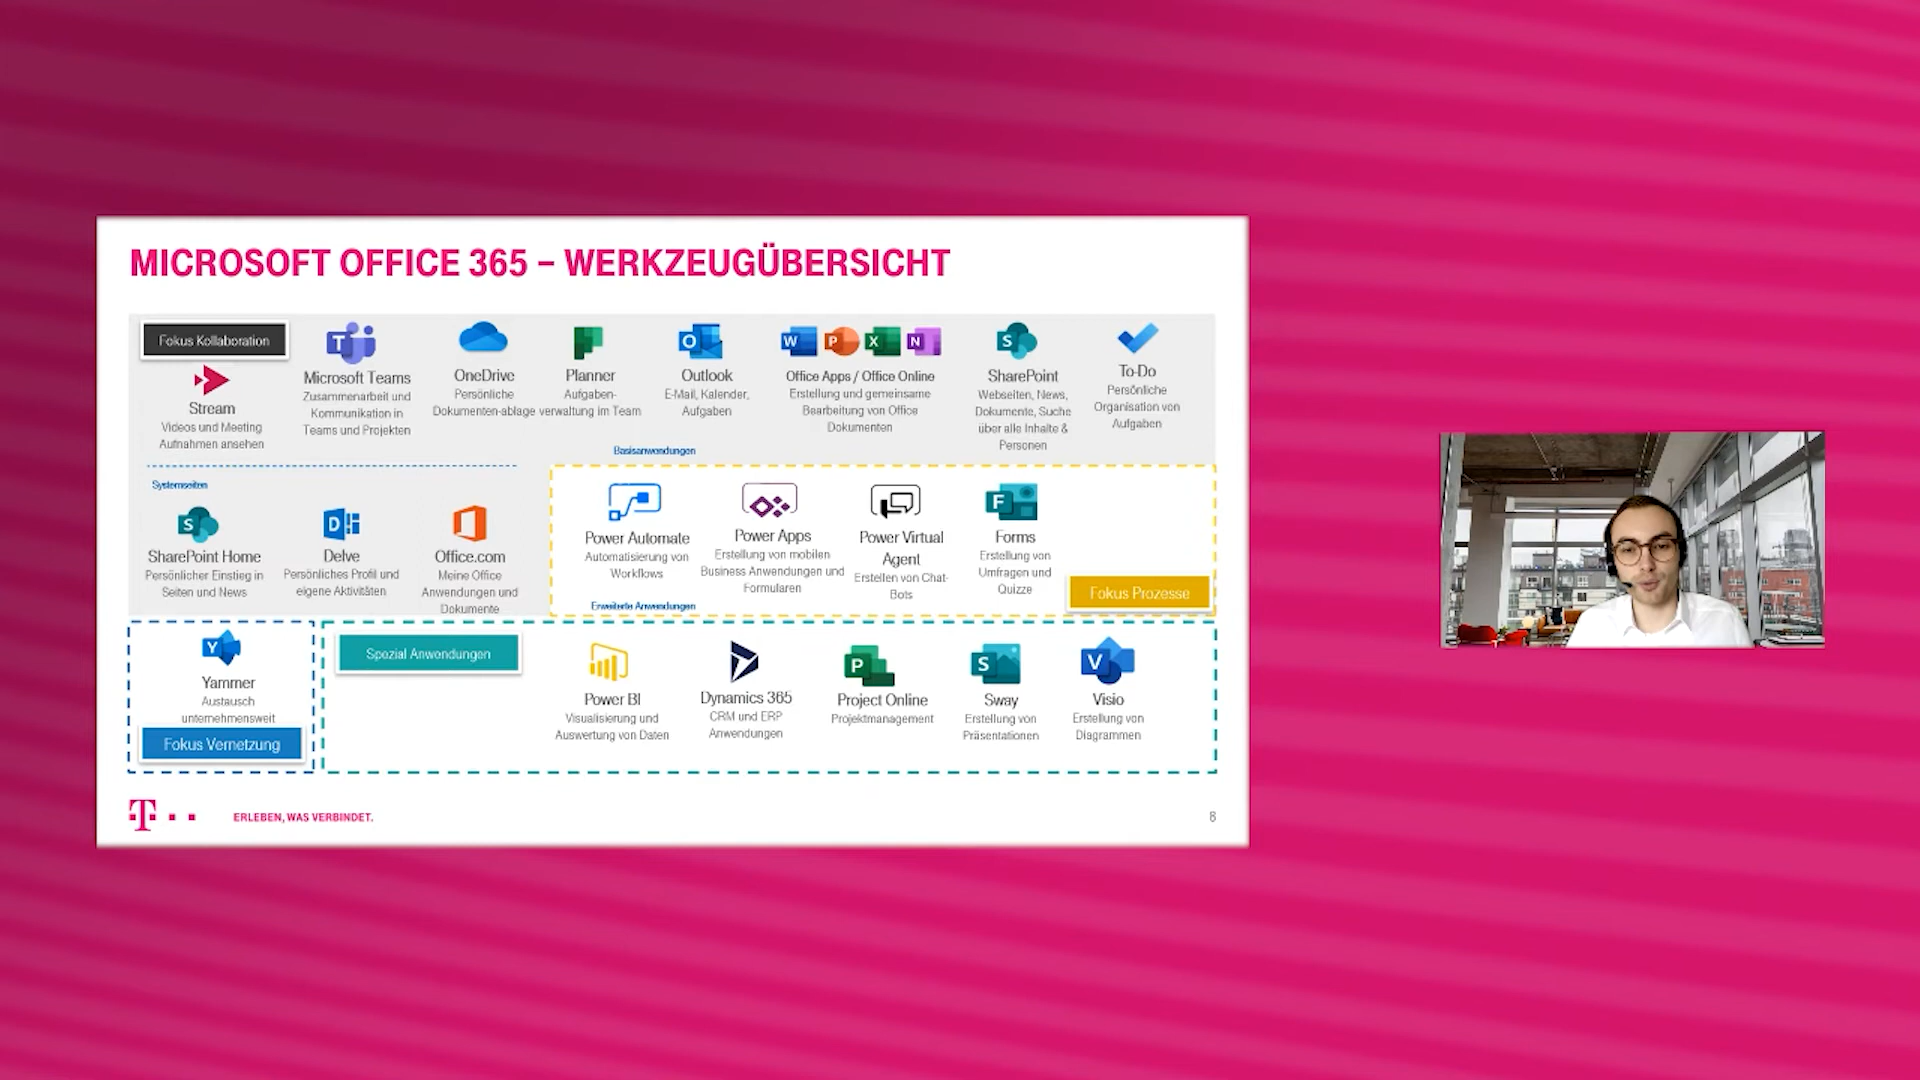 MICROSOFT OFFICE 365 – WERKZEUGÜBERSICHT
Fokus Kollaboration
Stream
Videos und Meeting
Aufnahmen ansehen
Microsoft Teams
Zusammenarbeit und
Kommunikation in
Teams und Projekten
OneDrive
Persönliche
Dokumenten-ablage
Planner
Aufgaben-
verwaltung im Team
Outlook
E-Mail, Kalender,
Aufgaben
W P X N
Office Apps / Office Online
Erstellung und gemeinsame
Bearbeitung von Office
Dokumenten
SharePoint
Webseiten, News,
Dokumente, Suche
über alle Inhalte &
Personen
To-Do
Persönliche
Organisation von
Aufgaben
Basisanwendungen
Systemseiten
SharePoint Home
Persönlicher Einstieg in
Seiten und News
Delve
Persönliches Profil und
eigene Aktivitäten
Office.com
Meine Office
Anwendungen und
Dokumente
Power Automate
Automatisierung von
Workflows
Power Apps
Erstellung von mobilen
Business Anwendungen und
Formularen
Power Virtual
Agent
Erstellen von Chat-
Bots
Forms
Erstellung von
Umfragen und
Quizze
Fokus Prozesse
Erweiterte Anwendungen
Yammer
Austausch
unternehmensweit
Fokus Vernetzung
Spezial Anwendungen
Power BI
Visualisierung und
Auswertung von Daten
Dynamics 365
CRM und ERP
Anwendungen
Project Online
Projektmanagement
Sway
Erstellung von
Präsentationen
Visio
Erstellung von
Diagrammen
T
ERLEBEN, WAS VERBINDET.
8